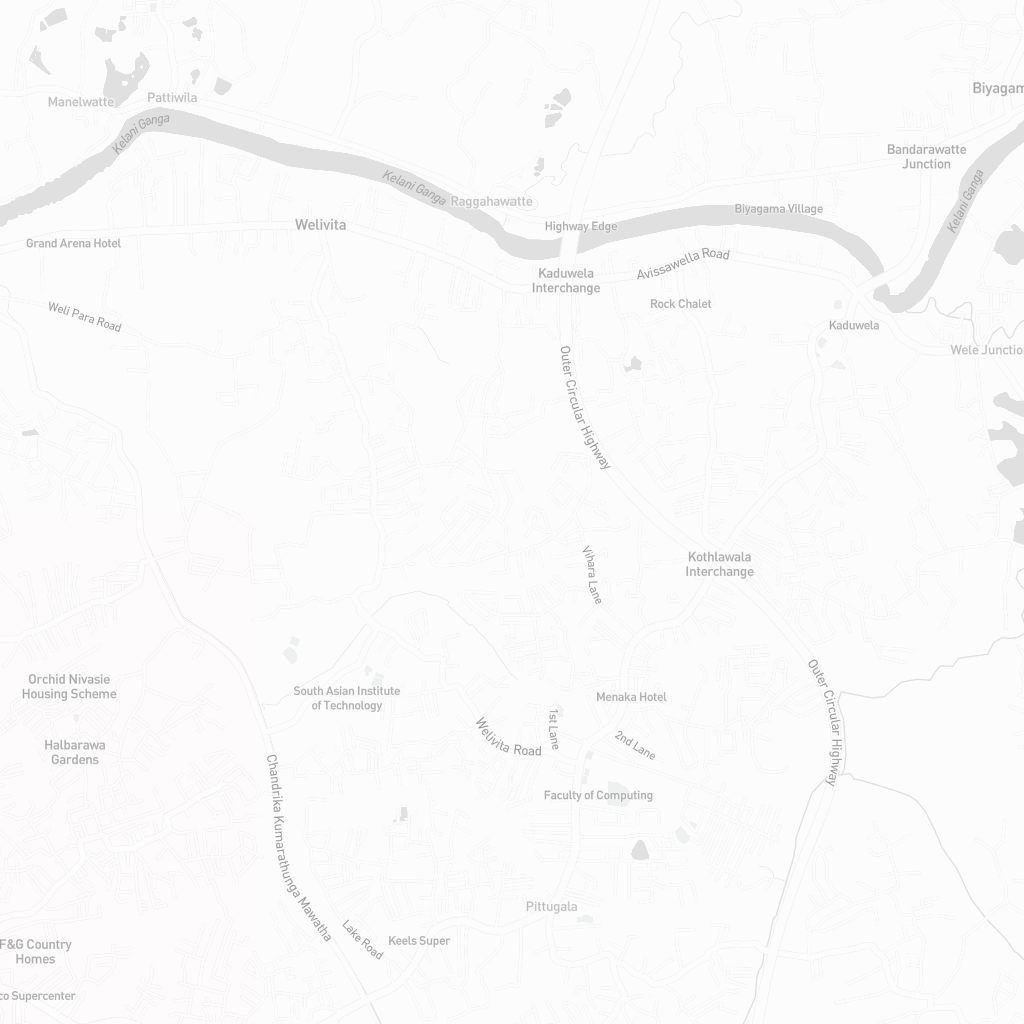 Biyagam
Manelwatte
Pattiwila
Kelani Ganga
Bandarawatte
Junction
Kelani Ganga
Raggahawatte
Kelani Ganga
Biyagama Village
Welivita
Highway Edge
Grand Arena Hotel
Avissawella Road
Kaduwela
Interchange
Rock Chalet
Weli Para Road
Kaduwela
Wele Junction
Outer Circular Highway
Vihara Lane
Kothlawala
Interchange
Orchid Nivasie
Housing Scheme
South Asian Institute
of Technology
Menaka Hotel
Outer Circular Highway
1st Lane
Welivita Road
2nd Lane
Halbarawa
Gardens
Chandrika Kumarathunga Mawatha
Faculty of Computing
Pittugala
Lake Road
Keels Super
F&G Country
Homes
co Supercenter